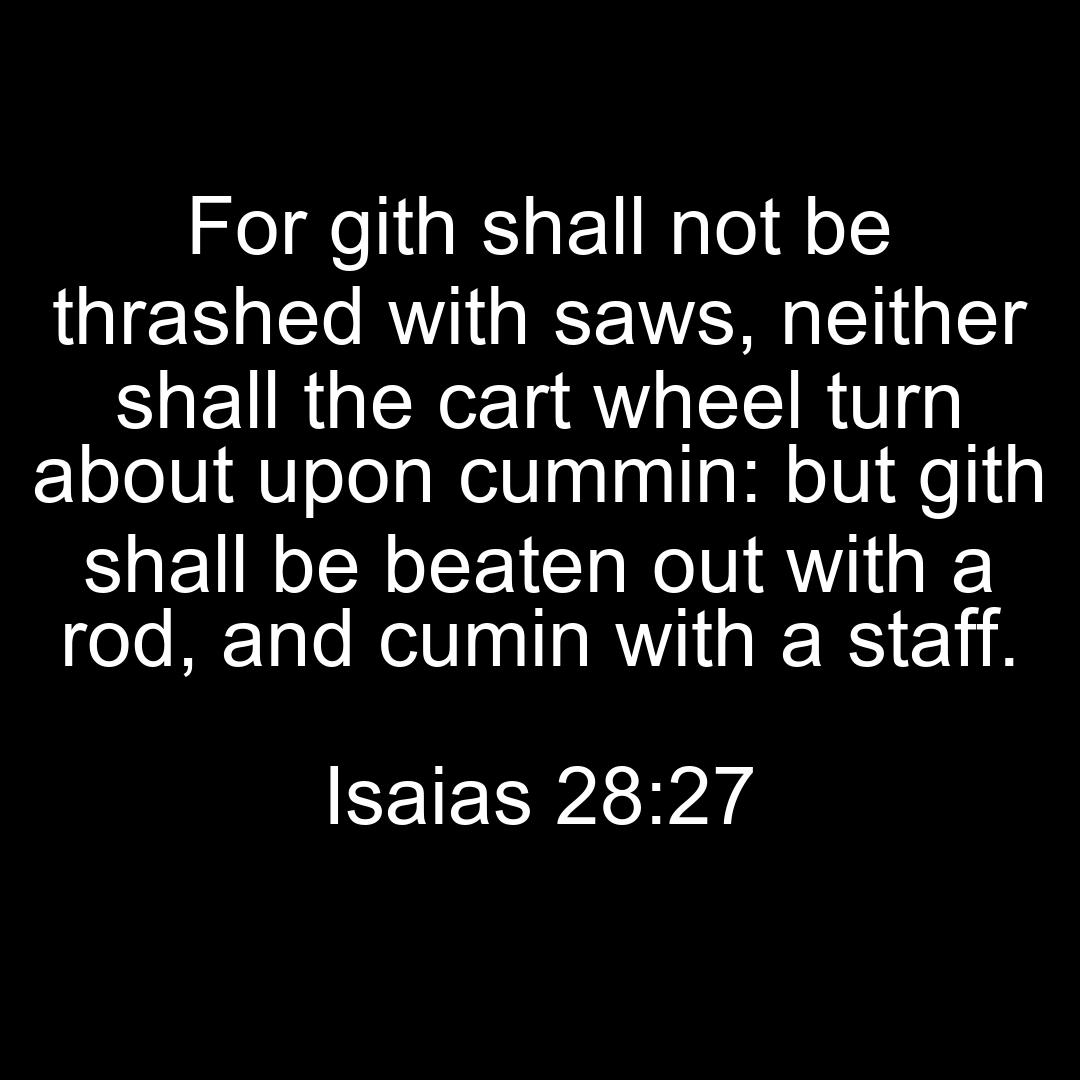 For gith shall not be
thrashed with saws, neither
shall the cart wheel turn
about upon cummin: but gith
shall be beaten out with a
rod, and cumin with a staff.
Isaias 28:27